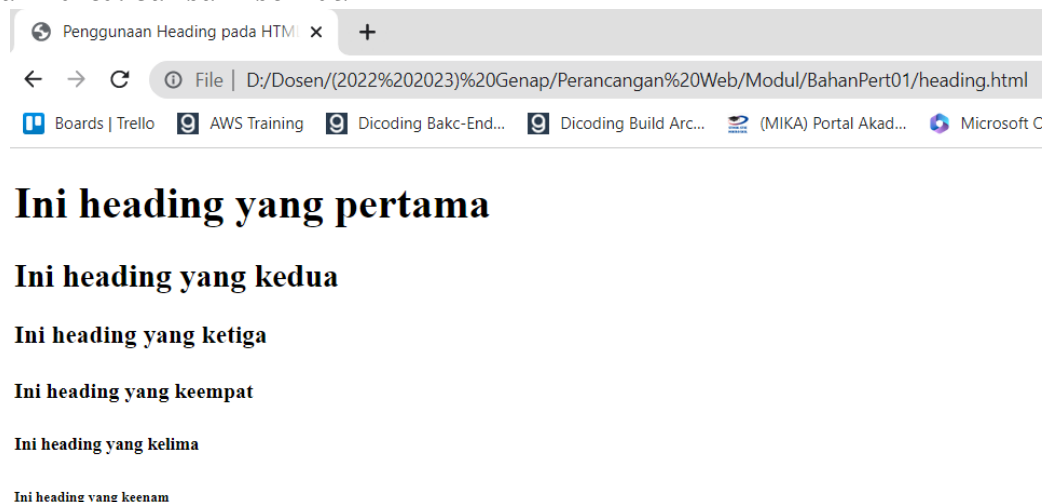 Penggunaan Heading pada HTM
File | D:/Dosen/(2022%202023)%20Genap/Perancangan%20Web/Modul/BahanPert01/heading.html
Boards | Trello AWS Training Dicoding Bakc-End... Dicoding Build Arc... (MIKA) Portal Akad... Microsoft
Ini heading yang pertama
Ini heading yang kedua
Ini heading yang ketiga
Ini heading yang keempat
Ini heading yang kelima
Ini heading yang keenam